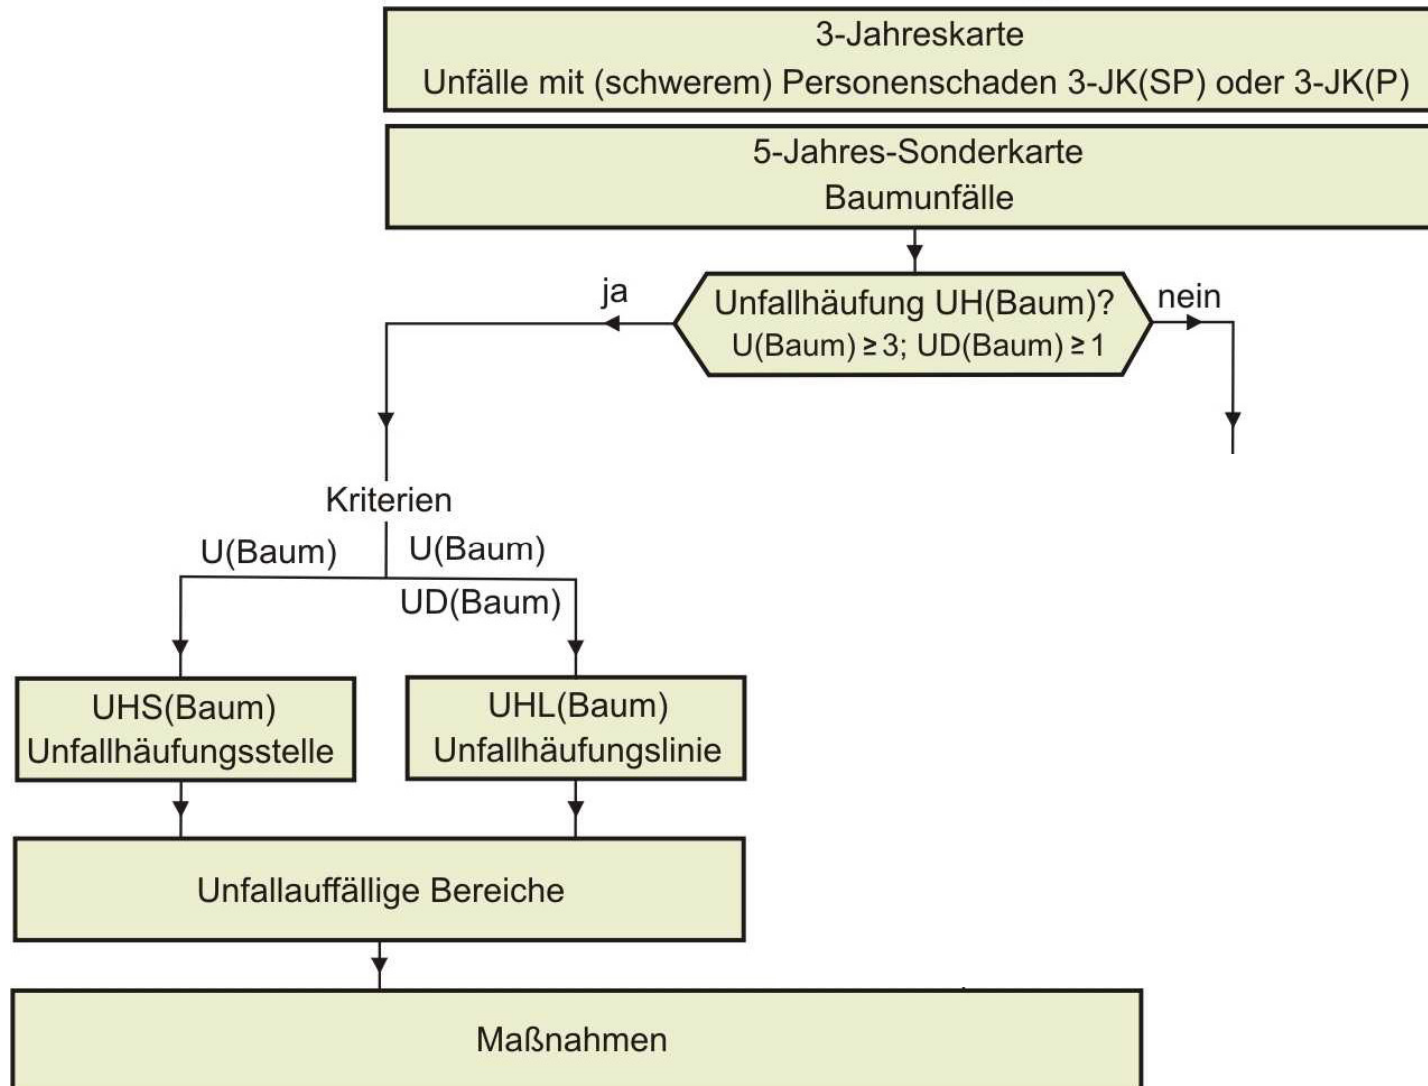 3-Jahreskarte
Unfälle mit (schwerem) Personenschaden 3-JK(SP) oder 3-JK(P)
5-Jahres-Sonderkarte
Baumunfälle
ja
Unfallhäufung UH(Baum)?
U(Baum) ≥ 3; UD(Baum) ≥ 1
nein
Kriterien
U(Baum)
U(Baum)
UD(Baum)
UHS(Baum)
Unfallhäufungsstelle
UHL(Baum)
Unfallhäufungslinie
Unfallauffällige Bereiche
Maßnahmen